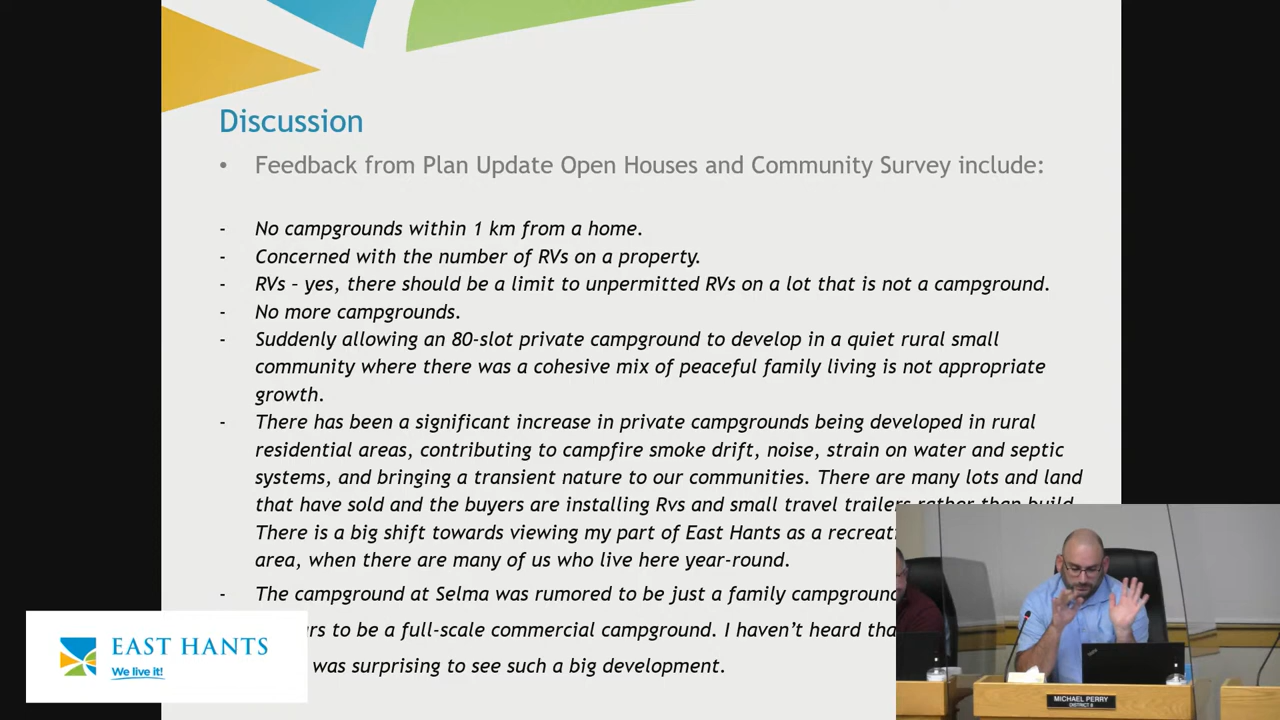 Discussion
• Feedback from Plan Update Open Houses and Community Survey include:
- No campgrounds within 1 km from a home.
- Concerned with the number of RVs on a property.
- RVs – yes, there should be a limit to unpermitted RVs on a lot that is not a campground.
- No more campgrounds.
- Suddenly allowing an 80-slot private campground to develop in a quiet rural small
community where there was a cohesive mix of peaceful family living is not appropriate
growth.
- There has been a significant increase in private campgrounds being developed in rural
residential areas, contributing to campfire smoke drift, noise, strain on water and septic
systems, and bringing a transient nature to our communities. There are many lots and land
that have sold and the buyers are installing Rvs and small travel trailers rather than build.
There is a big shift towards viewing my part of East Hants as a
area, when there are many of us who live here year-round.
- The campground at Selma was rumored to be just a family
to be a full-scale commercial campground. I haven't heard
was surprising to see such a big development.
EAST HANTS
We live it!
MICHAEL PERRY
DISTRICT 8